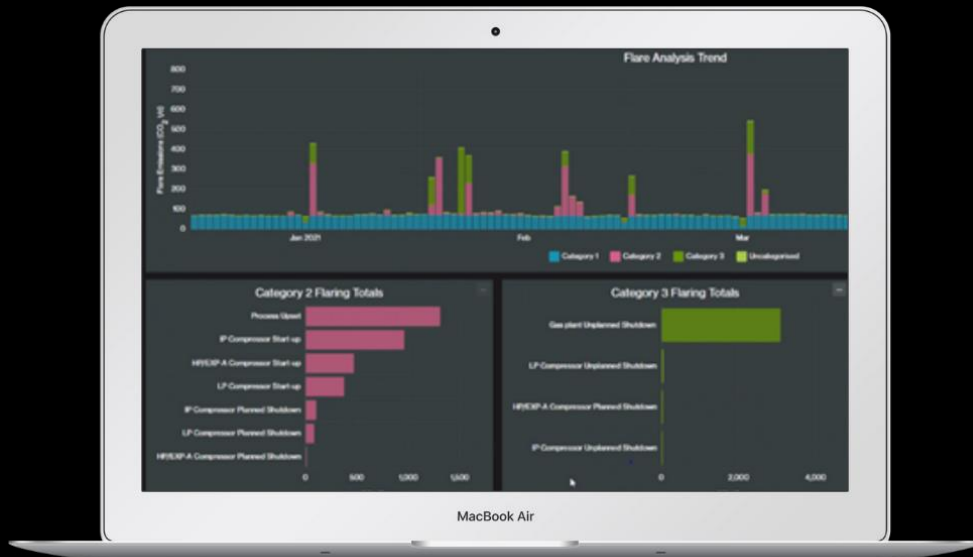 Flare Analysis Trend
Flare Emissions (CO2 Vt)
800
700
600
500
400
300
200
100
0
Jan 2021
Feb
Mar
Category 1
Category 2
Category 3
Uncategorised
Category 2 Flaring Totals
Process Upset
IP Compressor Start-up
HP/EXP-A Compressor Start-up
LP Compressor Start-up
IP Compressor Planned Shutdown
LP Compressor Planned Shutdown
HP/EXP-A Compressor Planned Shutdown
0
500
1,000
1,500
Category 3 Flaring Totals
Gas plant Unplanned Shutdown
LP Compressor Unplanned Shutdown
HP/EXP-A Compressor Planned Shutdown
IP Compressor Unplanned Shutdown
0
2,000
4,000
MacBook Air